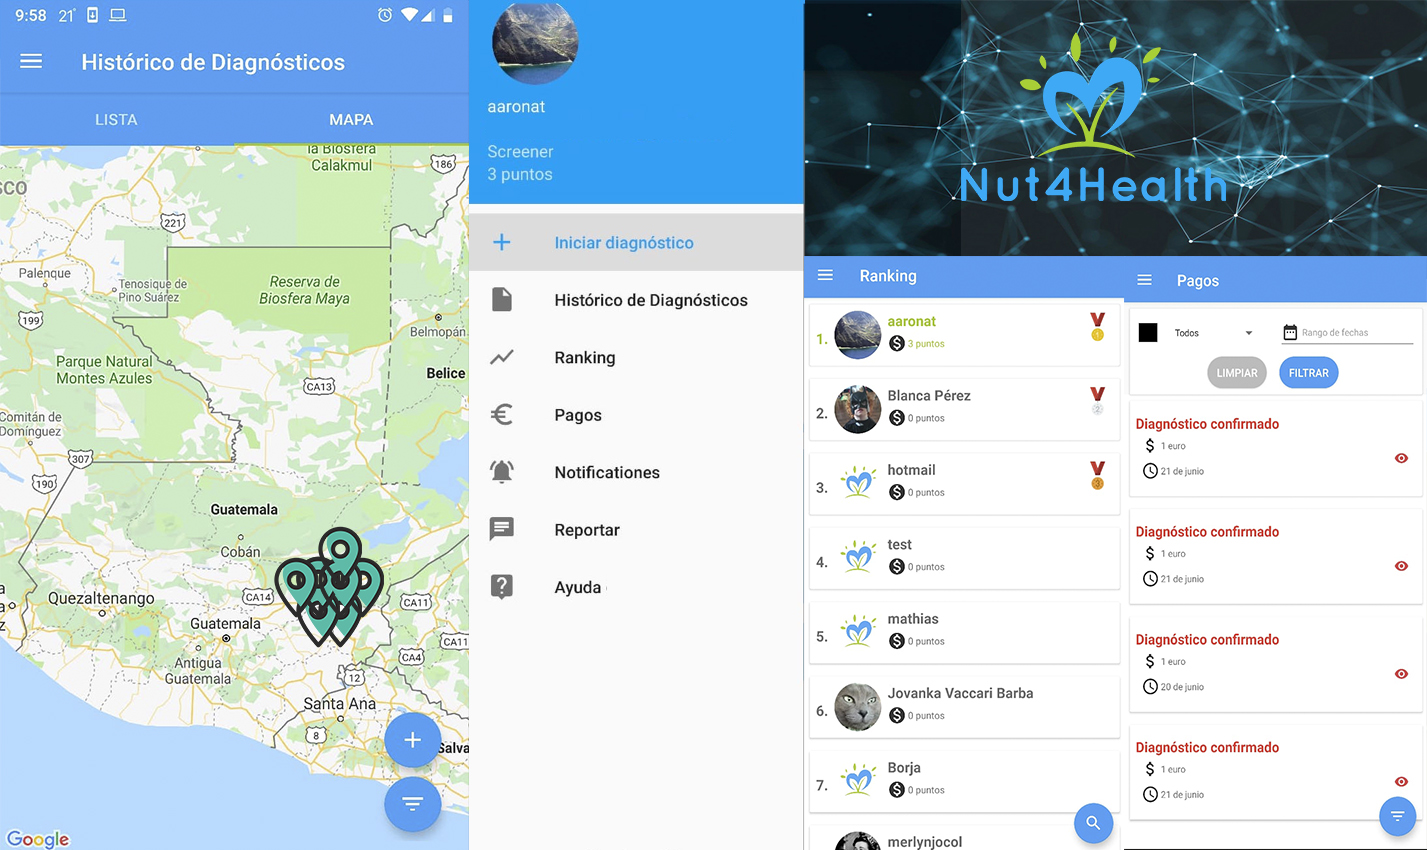 9:58 21°
Histórico de Diagnósticos
LISTA MAPA
la Biosfera
Calakmul
186
SCO
221
Palenque
Tenosique de
Pino Suárez
Reserva de
Biosfera Maya
199
Belmopán
Parque Natural
Montes Azules
CA13
Belice
Comitán de
Domínguez
307
190
Guatemala
Cobán
CA14
CA11
Quezaltenango
Guatemala
CA11
Antigua
Guatemala
CA4
12
Santa Ana
8
Salva
Google
aaronat
Screener
3 puntos
Iniciar diagnóstico
Histórico de Diagnósticos
Ranking
Pagos
Notificationes
Reportar
Ayuda
Nut4Health
Ranking
1. aaronat
3 puntos
1
2. Blanca Pérez
0 puntos
2
3. hotmail
0 puntos
3
4. test
0 puntos
5. mathias
0 puntos
6. Jovanka Vaccari Barba
0 puntos
7. Borja
0 puntos
merlynjocol
Pagos
Todos Rango de fechas
LIMPIAR FILTRAR
Diagnóstico confirmado
1 euro
21 de junio
Diagnóstico confirmado
1 euro
21 de junio
Diagnóstico confirmado
1 euro
20 de junio
Diagnóstico confirmado
1 euro
21 de junio